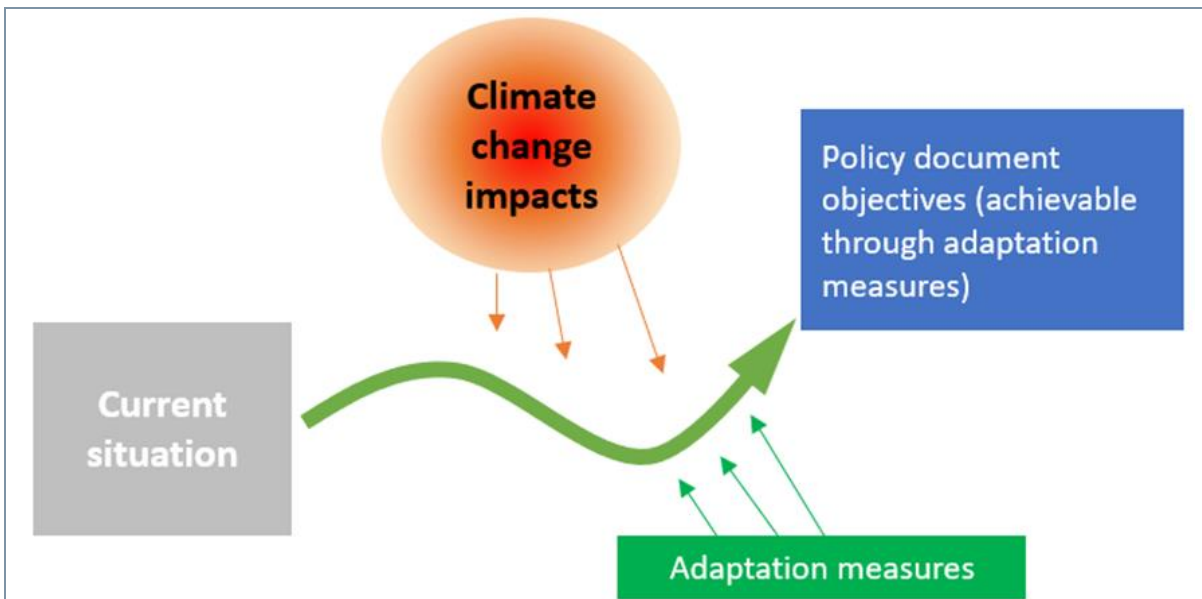 Climate
change
impacts
Policy document
objectives (achievable
through adaptation
measures)
Current
situation
Adaptation measures